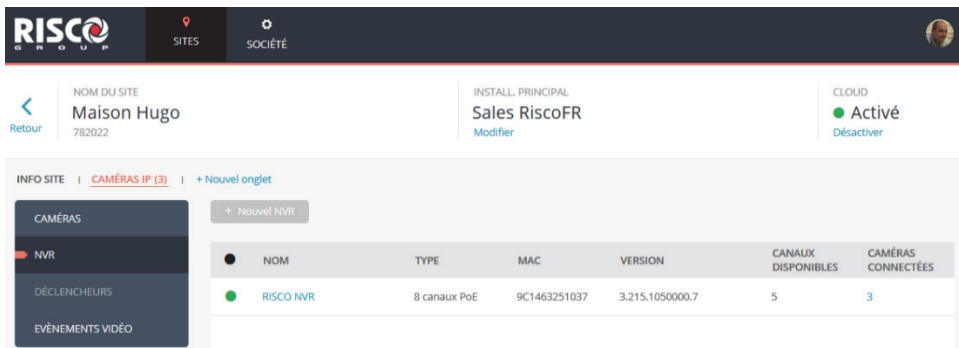 RISCO
GROUP
SITES
SOCIÉTÉ
Retour
NOM DU SITE
Maison Hugo
782022
INSTALL. PRINCIPAL
Sales RiscoFR
Modifier
CLOUD
Activé
Désactiver
INFO SITE | CAMÉRAS IP (3) | + Nouvel onglet
CAMÉRAS
NVR
DÉCLENCHEURS
EVÈNEMENTS VIDÉO
+ Nouvel NVR
NOM TYPE MAC VERSION CANAUX DISPONIBLES CAMÉRAS CONNECTÉES
RISCO NVR 8 canaux PoE 9C1463251037 3.215.1050000.7 5 3